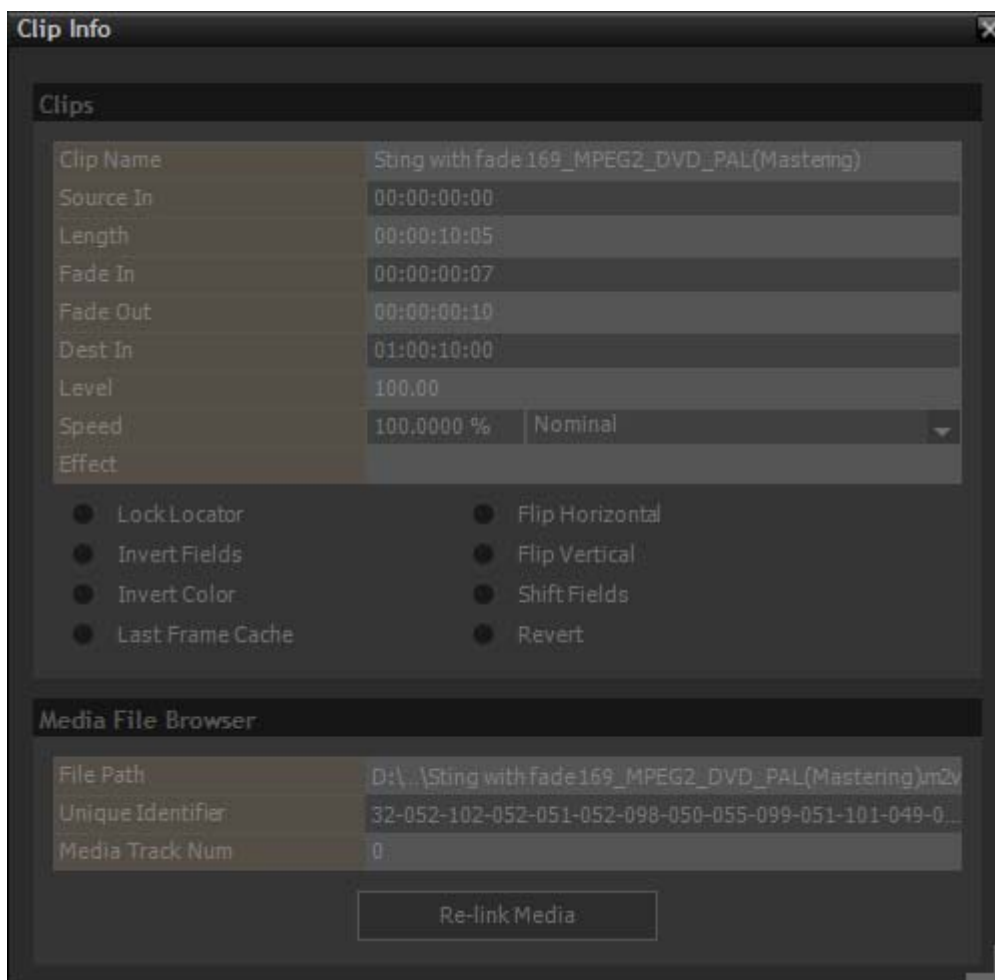 Clip Info
Clips
Clip Name Sting with fade 169_MPEG2_DVD_PAL(Mastering)
Source In 00:00:00:00
Length 00:00:10:05
Fade In 00:00:00:07
Fade Out 00:00:00:10
Dest In 01:00:10:00
Level 100.00
Speed 100.0000 % Nominal
Effect
Lock Locator Flip Horizontal
Invert Fields Flip Vertical
Invert Color Shift Fields
Last Frame Cache Revert
Media File Browser
File Path D:\...\Sting with fade 169_MPEG2_DVD_PAL(Mastering).m2v
Unique Identifier 32-052-102-052-051-052-098-050-055-099-051-101-049-0...
Media Track Num 0
Re-link Media